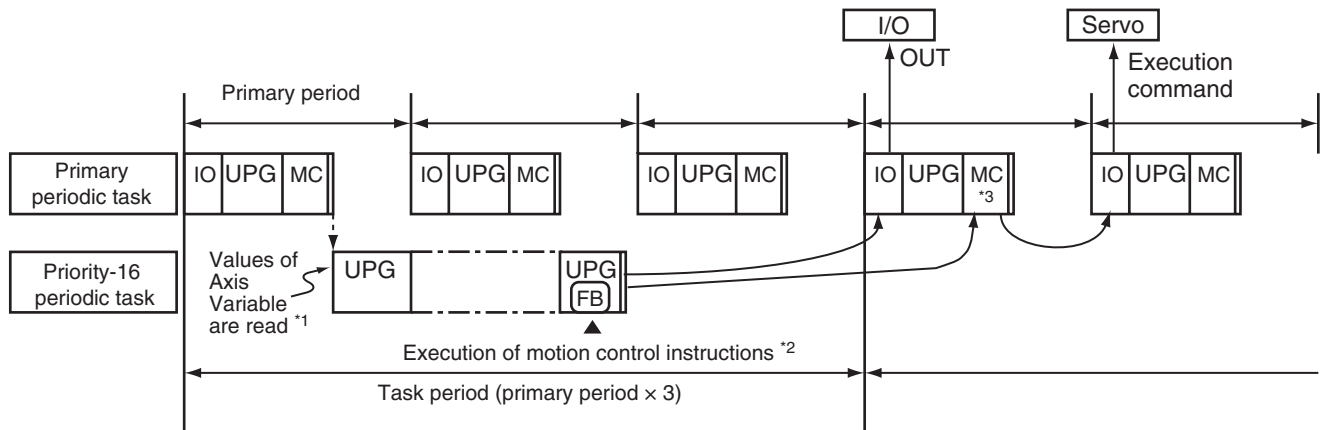 I/O
Servo
OUT
Execution
command
Primary period
Primary
periodic task
IO UPG MC
IO UPG MC
IO UPG MC
IO UPG MC
*3
IO UPG MC
Priority-16
periodic task
Values of
Axis
Variable
are read *1
UPG
UPG
FB
Execution of motion control instructions *2
Task period (primary period × 3)